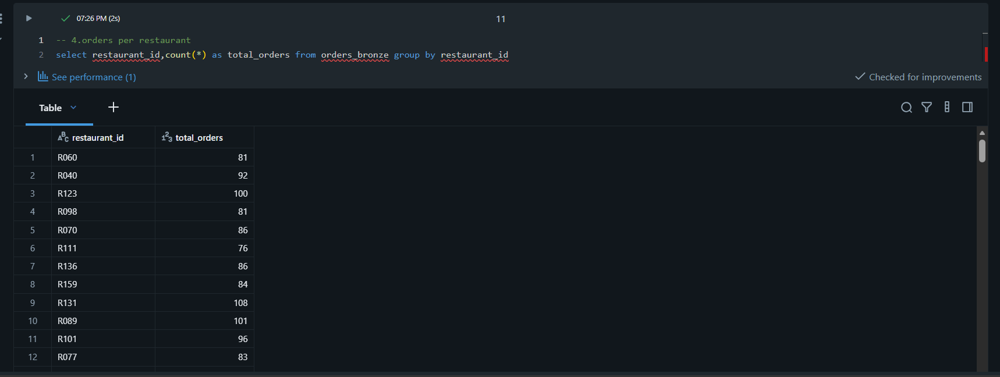 07:26 PM (2s)
11
1 -- 4.orders per restaurant
2 select restaurant_id,count(*) as total_orders from orders_bronze group by restaurant_id
See performance (1)
Checked for improvements
Table
ABC restaurant_id 123 total_orders
1 R060 81
2 R040 92
3 R123 100
4 R098 81
5 R070 86
6 R111 76
7 R136 86
8 R159 84
9 R131 108
10 R089 101
11 R101 96
12 R077 83